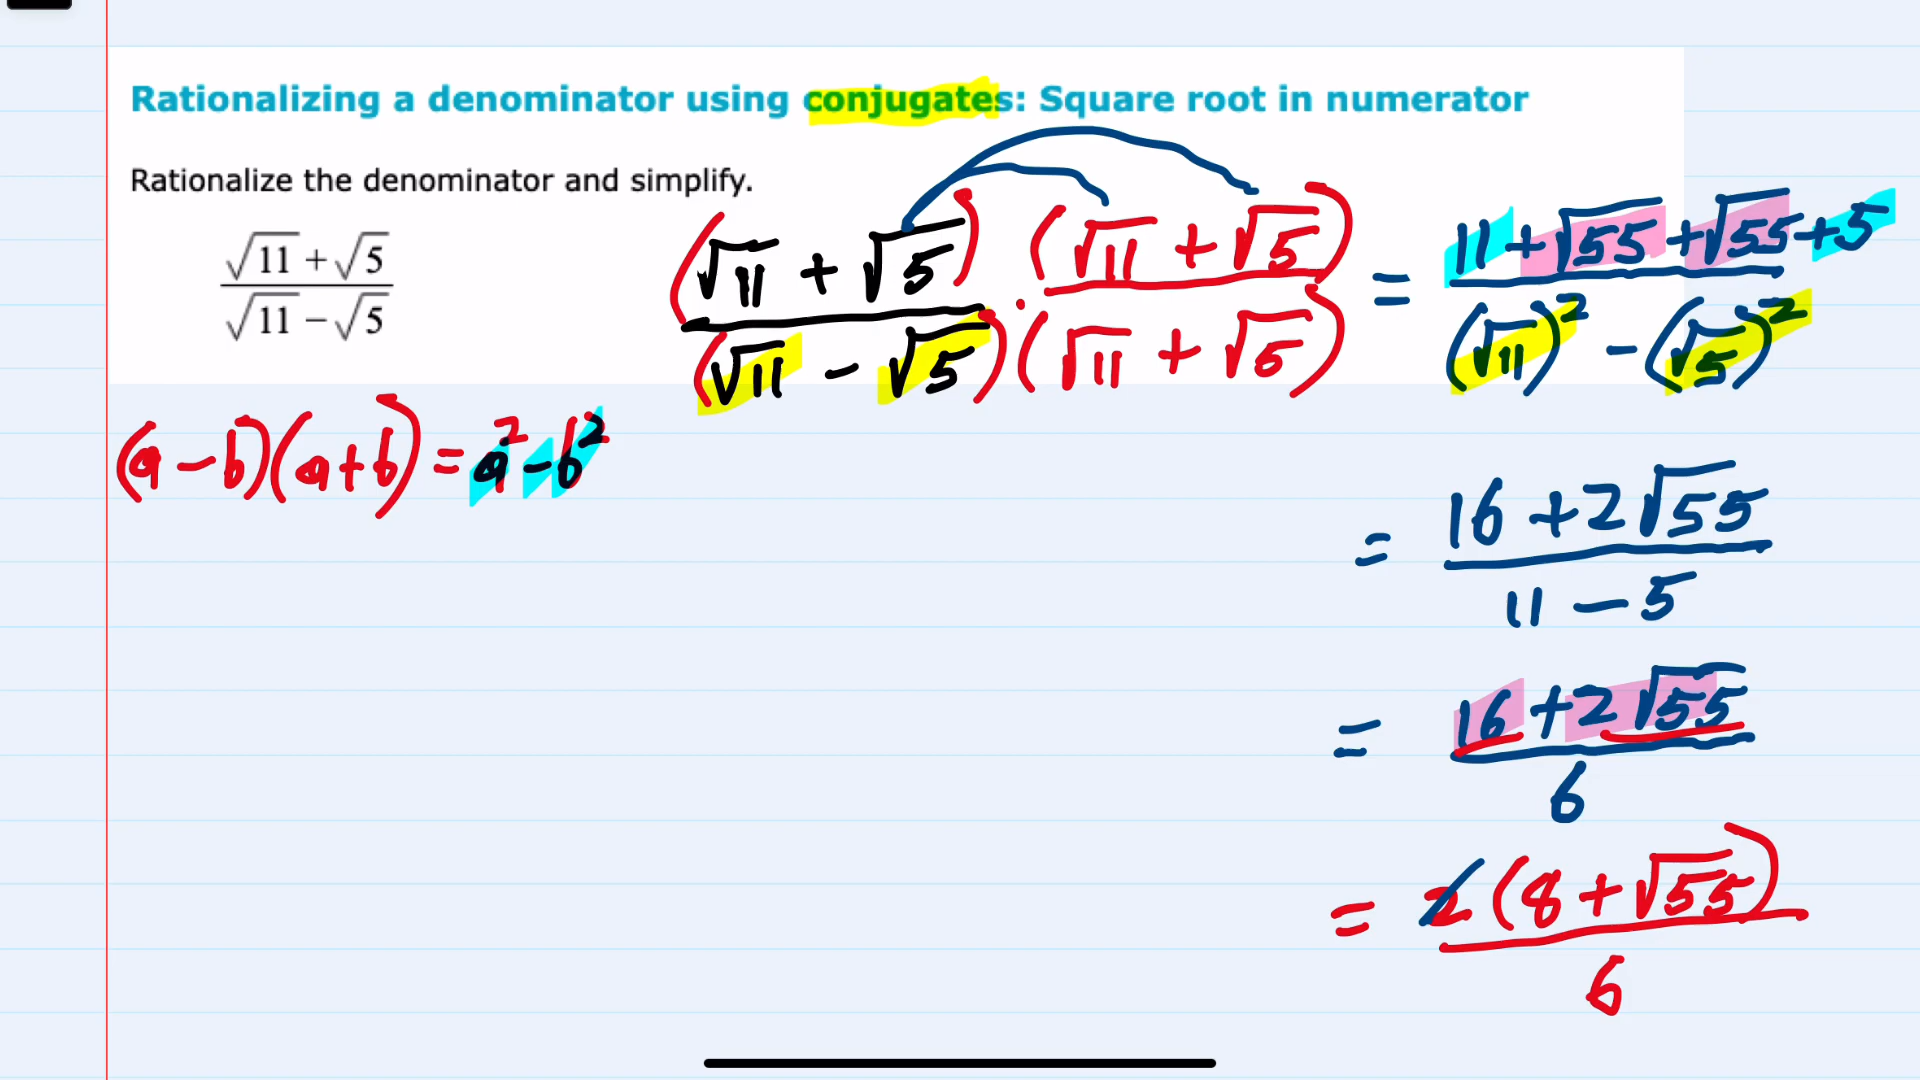 Rationalizing a denominator using conjugates: Square root in numerator
Rationalize the denominator and simplify.
(√11 + √5)/(√11 − √5)
(√11 + √5)/(√11 − √5) · (√11 + √5)/(√11 + √5) = (11 + √55 + √55 + 5)/((√11)² − (√5)²)
(a − b)(a + b) = a² − b²
= (16 + 2√55)/(11 − 5)
= (16 + 2√55)/6
= 2(8 + √55)/6